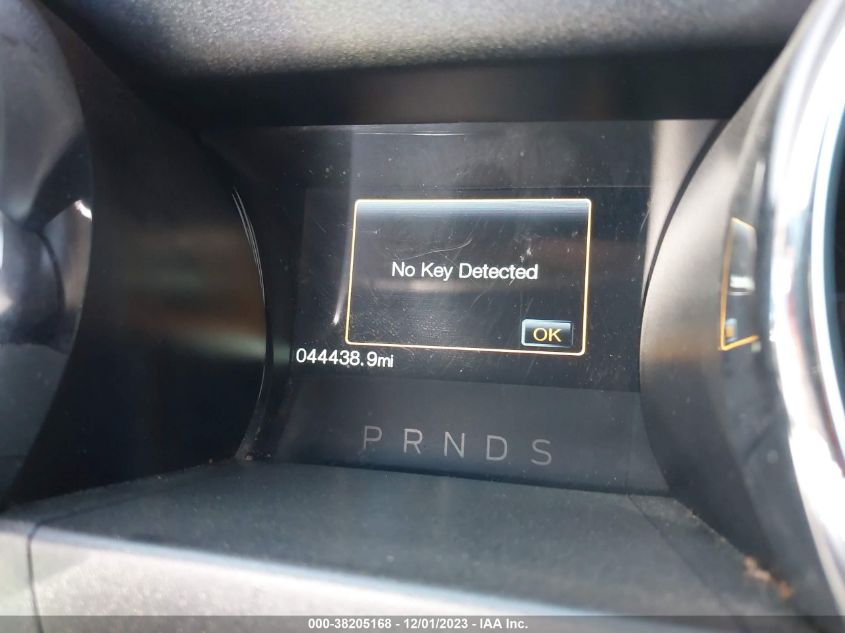 No Key Detected
OK
044438.9mi
P R N D S
000-38205168 - 12/01/2023 - IAA Inc.